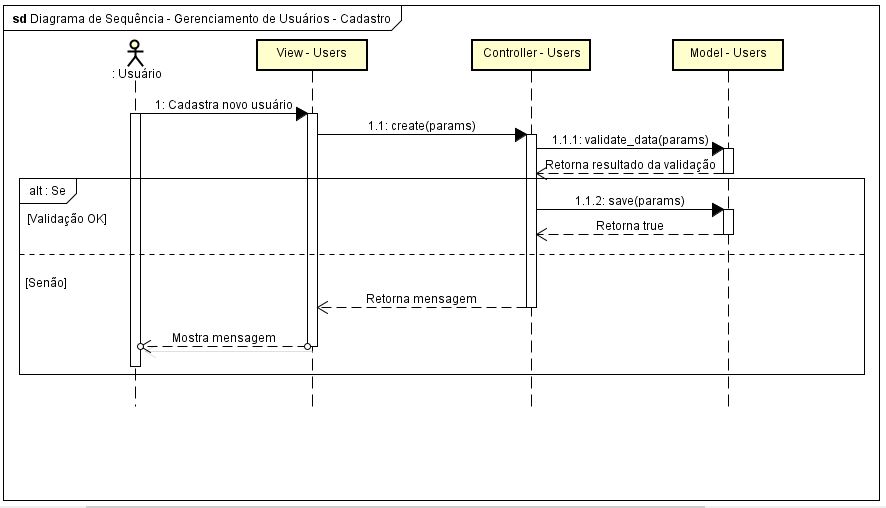 sd Diagrama de Sequência - Gerenciamento de Usuários - Cadastro
: Usuário
View - Users
Controller - Users
Model - Users
1: Cadastra novo usuário
1.1: create(params)
1.1.1: validate_data(params)
Retorna resultado da validação
alt : Se
[Validação OK]
1.1.2: save(params)
Retorna true
[Senão]
Retorna mensagem
Mostra mensagem